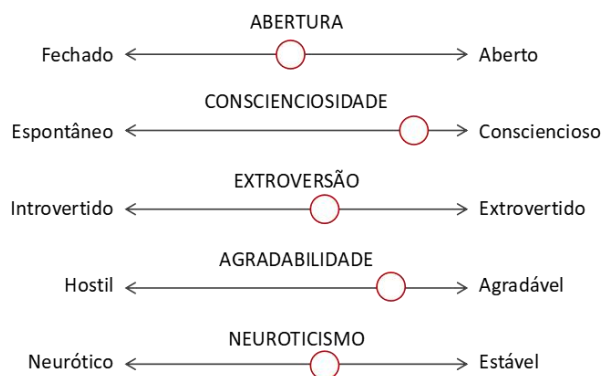 ABERTURA
Fechado Aberto
CONSCIENCIOSIDADE
Espontâneo Consciencioso
EXTROVERSÃO
Introvertido Extrovertido
AGRADABILIDADE
Hostil Agradável
NEUROTICISMO
Neurótico Estável